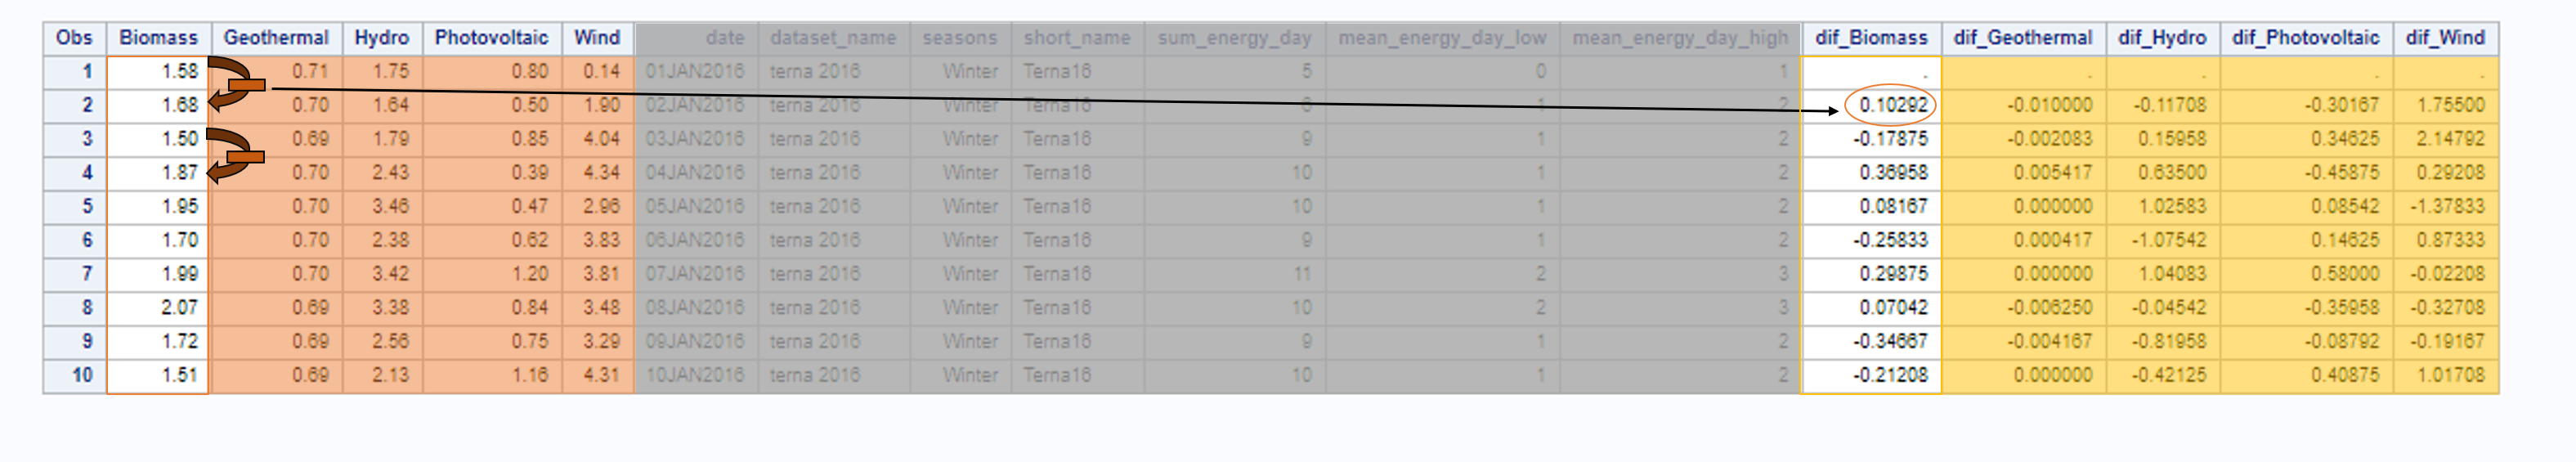 Obs Biomass Geothermal Hydro Photovoltaic Wind date dataset_name seasons short_name sum_energy_day mean_energy_day_low mean_energy_day_high dif_Biomass dif_Geothermal dif_Hydro dif_Photovoltaic dif_Wind
1 1.58 0.71 1.75 0.80 0.14 01JAN2016 terna 2016 Winter Terna16 5 0 1 . . . . .
2 1.68 0.70 1.64 0.50 1.90 02JAN2016 terna 2016 Winter Terna16 6 1 2 0.10292 -0.010000 -0.11708 -0.30167 1.75500
3 1.50 0.69 1.79 0.85 4.04 03JAN2016 terna 2016 Winter Terna16 9 1 2 -0.17875 -0.002083 0.15958 0.34625 2.14792
4 1.87 0.70 2.43 0.39 4.34 04JAN2016 terna 2016 Winter Terna16 10 1 2 0.36958 0.005417 0.63500 -0.45875 0.29208
5 1.95 0.70 3.46 0.47 2.96 05JAN2016 terna 2016 Winter Terna16 10 1 2 0.08167 0.000000 1.02583 0.08542 -1.37833
6 1.70 0.70 2.38 0.62 3.83 06JAN2016 terna 2016 Winter Terna16 9 1 2 -0.25833 0.000417 -1.07542 0.14625 0.87333
7 1.99 0.70 3.42 1.20 3.81 07JAN2016 terna 2016 Winter Terna16 11 2 3 0.29875 0.000000 1.04083 0.58000 -0.02208
8 2.07 0.69 3.38 0.84 3.48 08JAN2016 terna 2016 Winter Terna16 10 2 3 0.07042 -0.006250 -0.04542 -0.35958 -0.32708
9 1.72 0.69 2.56 0.75 3.29 09JAN2016 terna 2016 Winter Terna16 9 1 2 -0.34667 -0.004167 -0.81958 -0.08792 -0.19167
10 1.51 0.69 2.13 1.16 4.31 10JAN2016 terna 2016 Winter Terna16 10 1 2 -0.21208 0.000000 -0.42125 0.40875 1.01708